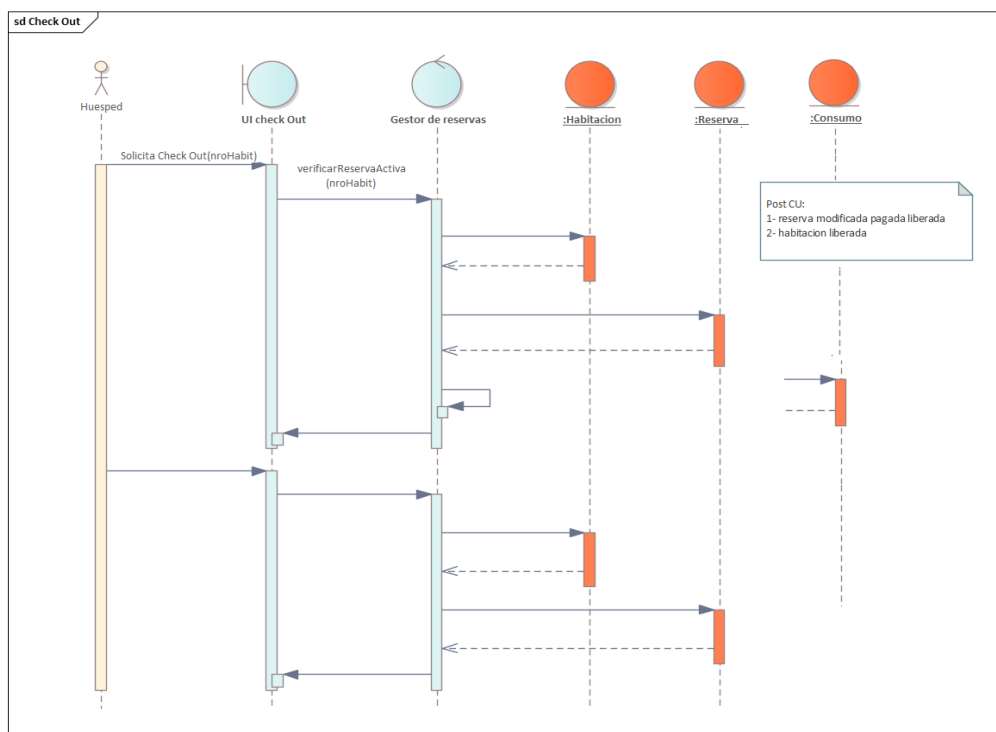 sd Check Out
Huesped
UI check Out
Gestor de reservas
:Habitacion
:Reserva
:Consumo
Solicita Check Out(nroHabit)
verificarReservaActiva
(nroHabit)
Post CU:
1- reserva modificada pagada liberada
2- habitacion liberada